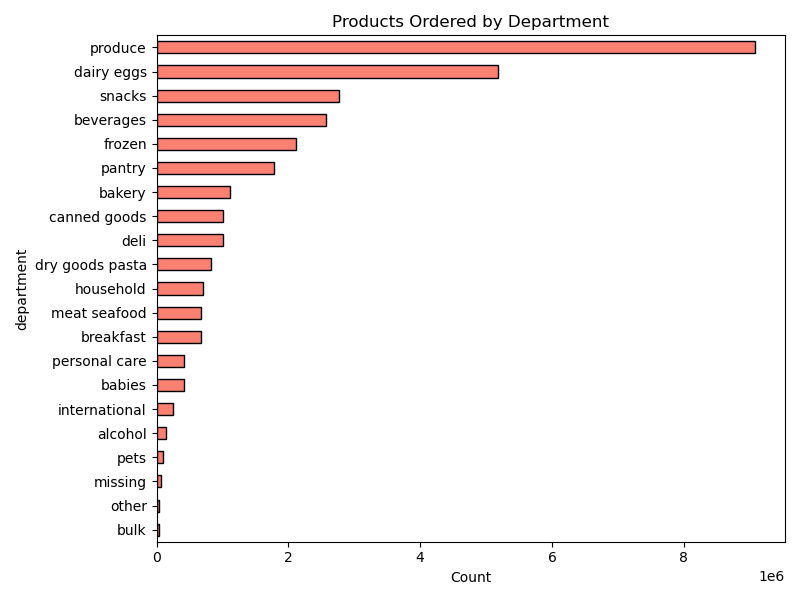 Products Ordered by Department
produce
dairy eggs
snacks
beverages
frozen
pantry
bakery
canned goods
deli
dry goods pasta
household
meat seafood
breakfast
personal care
babies
international
alcohol
pets
missing
other
bulk
department
0 2 4 6 8
1e6
Count